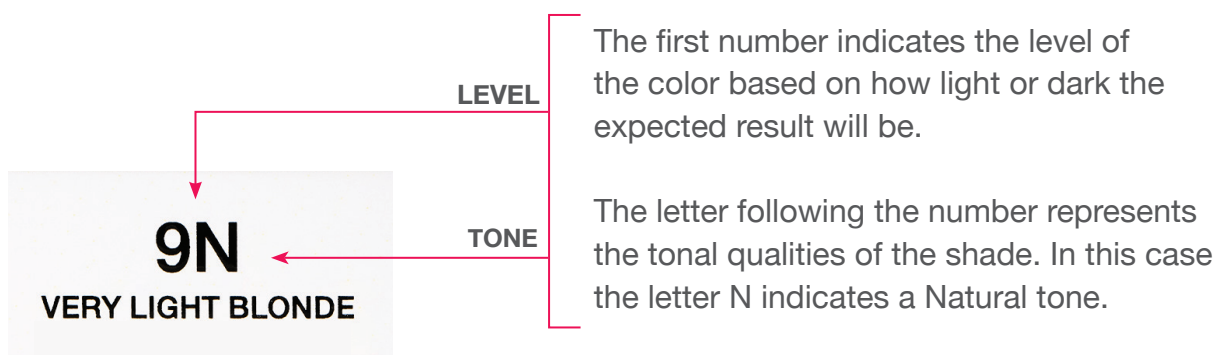 LEVEL
The first number indicates the level of
the color based on how light or dark the
expected result will be.
9N
VERY LIGHT BLONDE
TONE
The letter following the number represents
the tonal qualities of the shade. In this case
the letter N indicates a Natural tone.